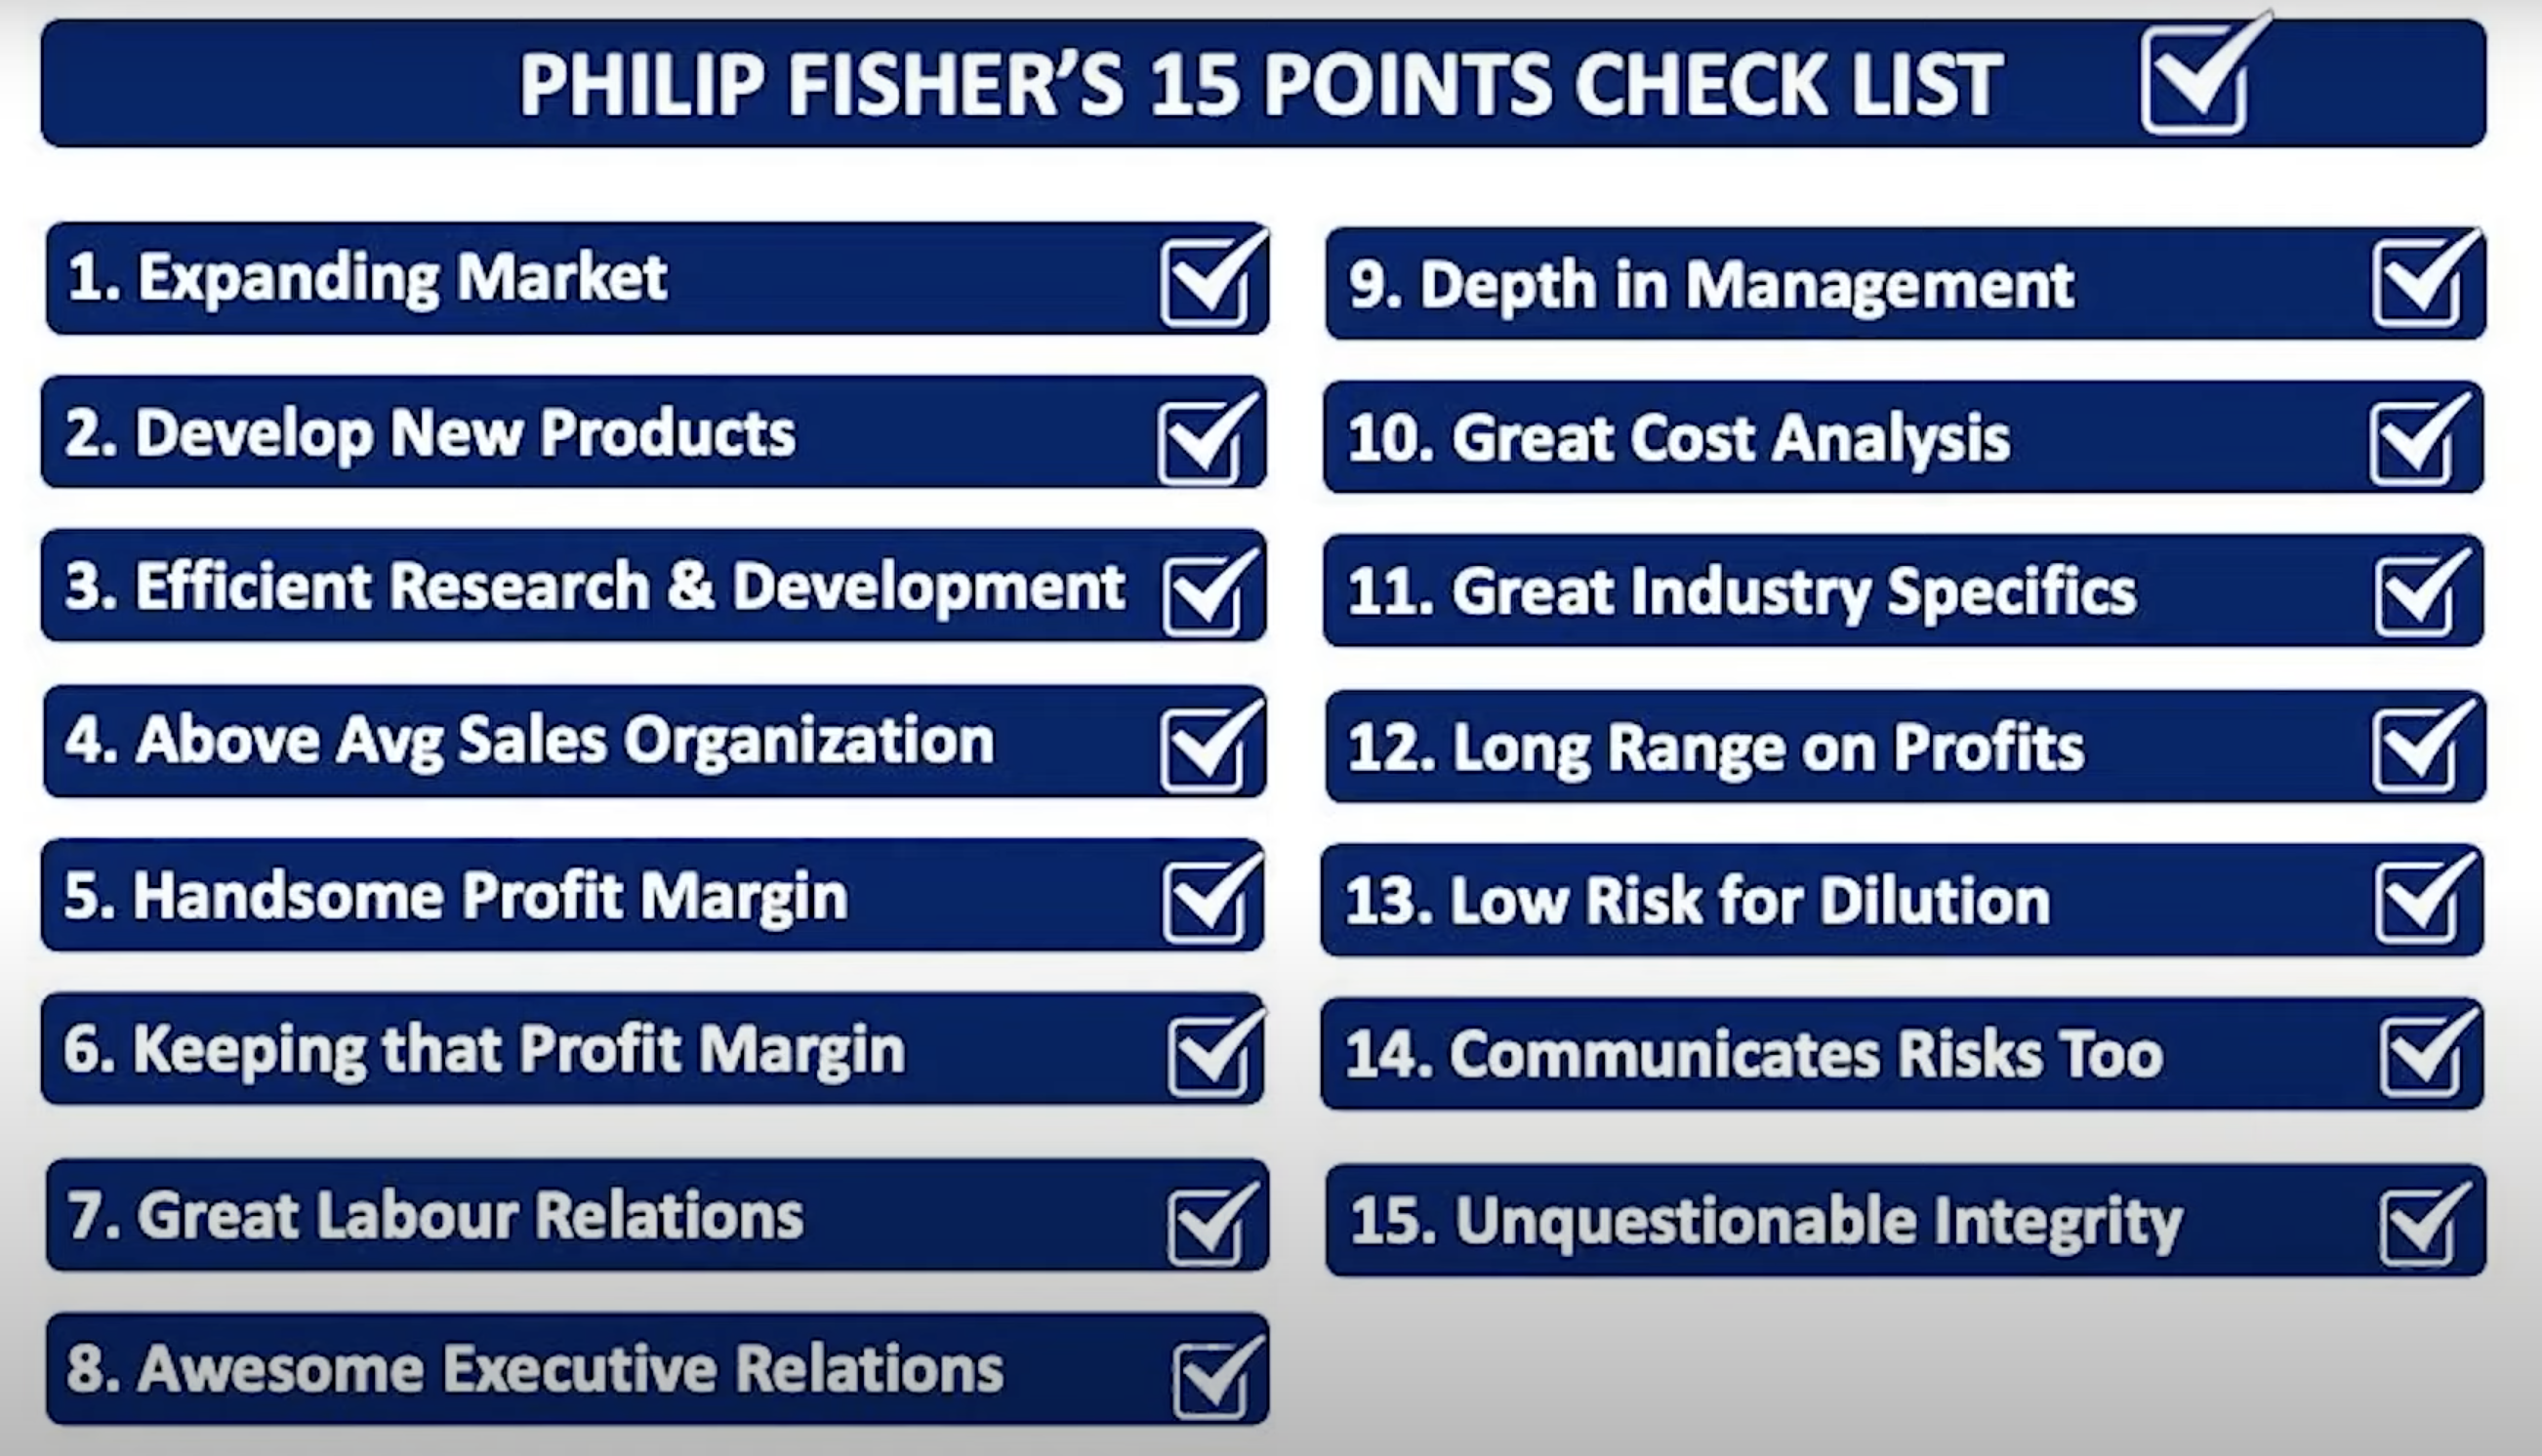 PHILIP FISHER’S 15 POINTS CHECK LIST
1. Expanding Market
2. Develop New Products
3. Efficient Research & Development
4. Above Avg Sales Organization
5. Handsome Profit Margin
6. Keeping that Profit Margin
7. Great Labour Relations
8. Awesome Executive Relations
9. Depth in Management
10. Great Cost Analysis
11. Great Industry Specifics
12. Long Range on Profits
13. Low Risk for Dilution
14. Communicates Risks Too
15. Unquestionable Integrity